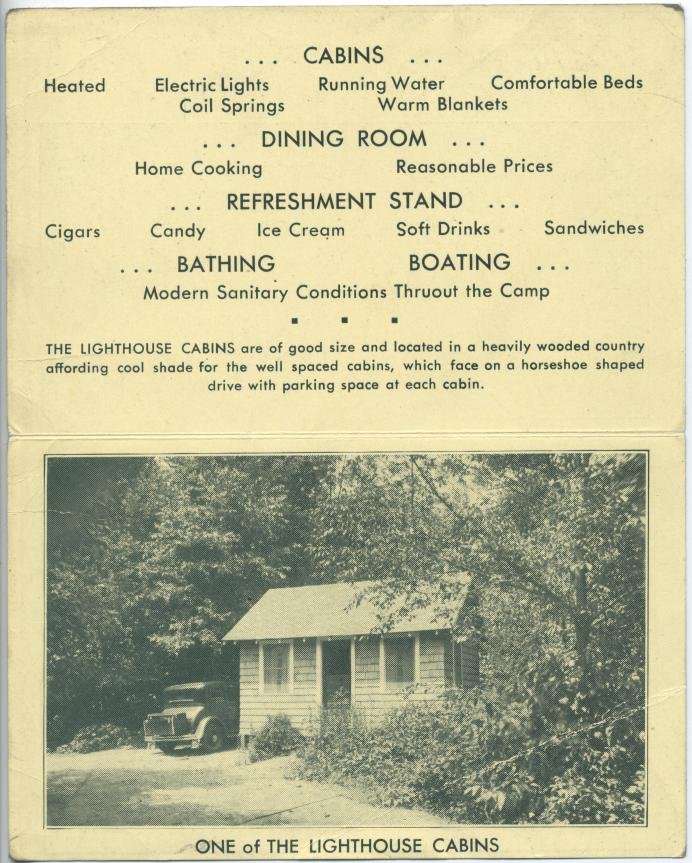 ... CABINS ...
Heated Electric Lights Running Water Comfortable Beds
Coil Springs Warm Blankets
... DINING ROOM ...
Home Cooking Reasonable Prices
... REFRESHMENT STAND ...
Cigars Candy Ice Cream Soft Drinks Sandwiches
... BATHING BOATING ...
Modern Sanitary Conditions Thruout the Camp
THE LIGHTHOUSE CABINS are of good size and located in a heavily wooded country
affording cool shade for the well spaced cabins, which face on a horseshoe shaped
drive with parking space at each cabin.
ONE of THE LIGHTHOUSE CABINS